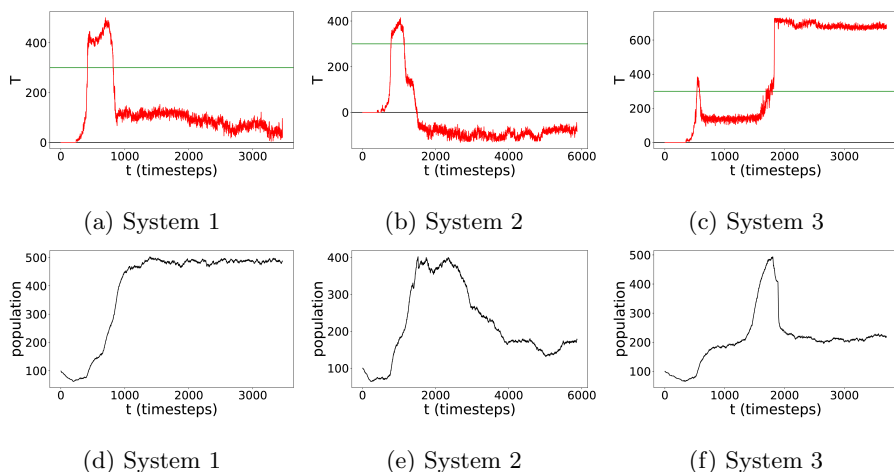 T
400
200
0
0
1000
2000
3000
t (timesteps)
T
400
200
0
0
2000
4000
6000
t (timesteps)
T
600
400
200
0
0
1000
2000
3000
t (timesteps)
(a) System 1
(b) System 2
(c) System 3
population
500
400
300
200
100
0
1000
2000
3000
t (timesteps)
population
400
300
200
100
0
2000
4000
6000
t (timesteps)
population
500
400
300
200
100
0
1000
2000
3000
t (timesteps)
(d) System 1
(e) System 2
(f) System 3